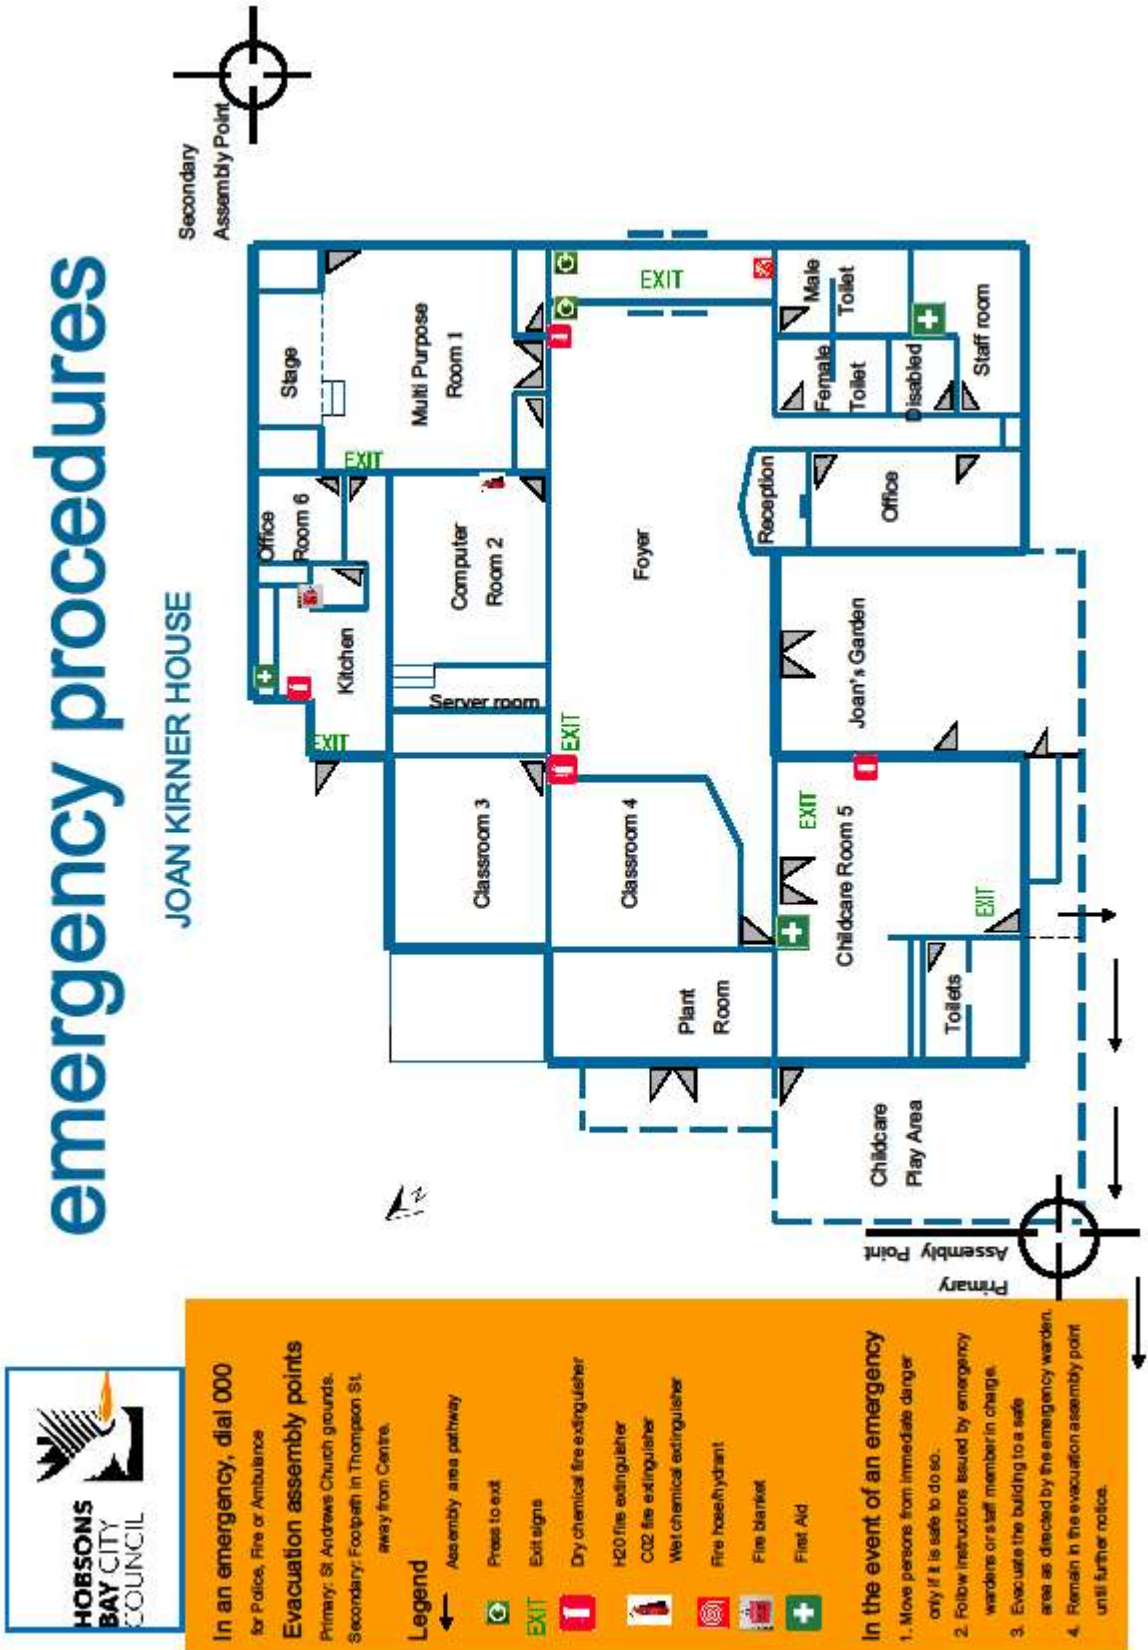 emergency procedures
JOAN KIRNER HOUSE
HOBSONS
BAY CITY
COUNCIL
In an emergency, dial 000
for Police, Fire or Ambulance
Evacuation assembly points
Primary: St Andrews Church grounds.
Secondary: Footpath in Thompson St.
away from Centre.
Legend
Assembly area pathway
Press to exit
EXIT Exit signs
Dry chemical fire extinguisher
H20 fire extinguisher
C02 fire extinguisher
Wet chemical extinguisher
Fire hose/hydrant
Fire blanket
First Aid
In the event of an emergency
1. Move persons from immediate danger
only if it is safe to do so.
2. Follow instructions issued by emergency
wardens or staff member in charge.
3. Evacuate the building to a safe
area as directed by the emergency warden.
4. Remain in the evacuation assembly point
until further notice.
Secondary
Assembly Point
Stage
Multi Purpose
Room 1
EXIT
Office
Room 6
Kitchen
EXIT
Computer
Room 2
Server room
Classroom 3
EXIT
Classroom 4
Foyer
EXIT
Male
Toilet
Female
Toilet
Disabled
Staff room
Reception
Office
Joan's Garden
EXIT
Childcare Room 5
EXIT
Toilets
Plant
Room
Childcare
Play Area
N
Primary
Assembly
Point